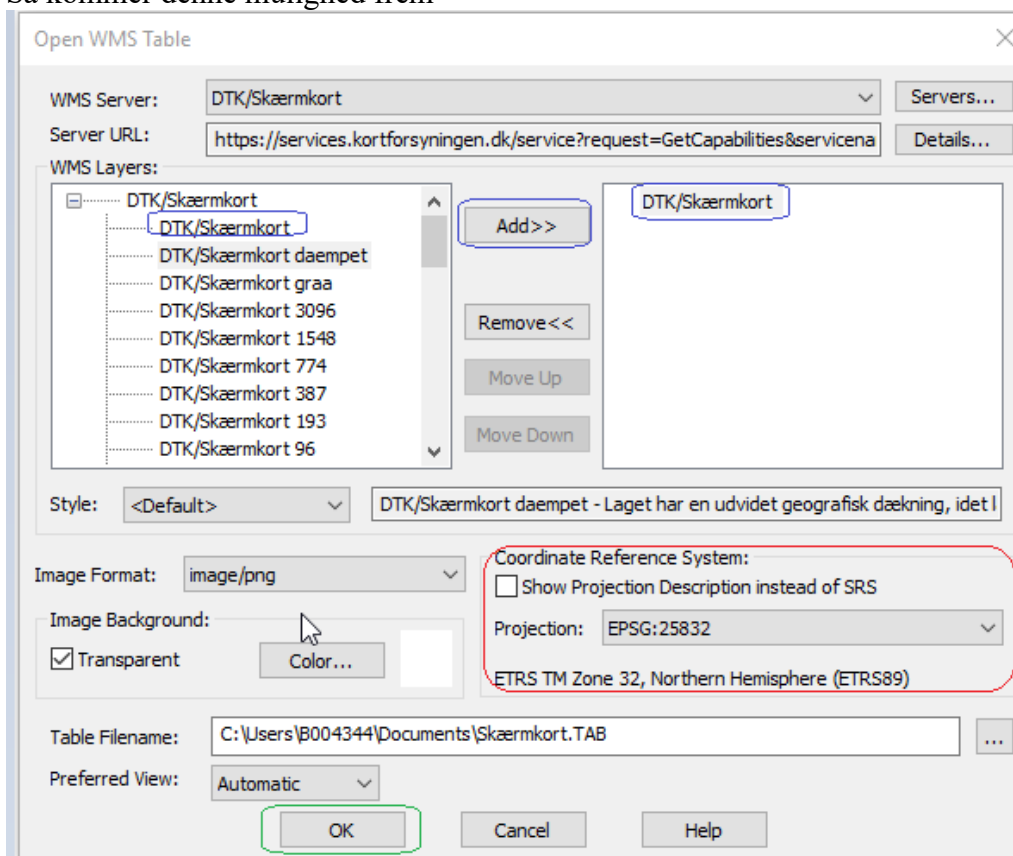 Så kommer denne mulighed frem
Open WMS Table
WMS Server: DTK/Skærmkort Servers...
Server URL: https://services.kortforsyningen.dk/service?request=GetCapabilities&servicena Details...
WMS Layers:
DTK/Skærmkort
DTK/Skærmkort
DTK/Skærmkort daempet
DTK/Skærmkort graa
DTK/Skærmkort 3096
DTK/Skærmkort 1548
DTK/Skærmkort 774
DTK/Skærmkort 387
DTK/Skærmkort 193
DTK/Skærmkort 96
Add>>
Remove<<
Move Up
Move Down
DTK/Skærmkort
Style: <Default> DTK/Skærmkort daempet - Laget har en udvidet geografisk dækning, idet l
Image Format: image/png
Image Background:
Transparent Color...
Coordinate Reference System:
Show Projection Description instead of SRS
Projection: EPSG:25832
ETRS TM Zone 32, Northern Hemisphere (ETRS89)
Table Filename: C:\Users\B004344\Documents\Skærmkort.TAB ...
Preferred View: Automatic
OK Cancel Help